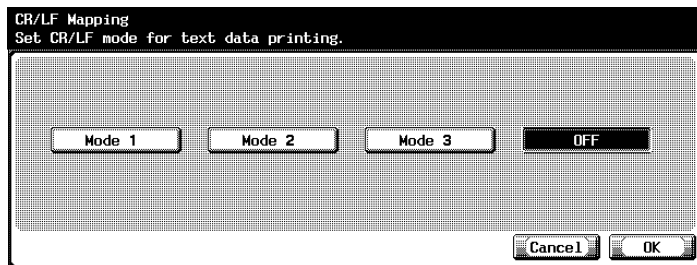 CR/LF Mapping
Set CR/LF mode for text data printing.
Mode 1 Mode 2 Mode 3 OFF
Cancel OK